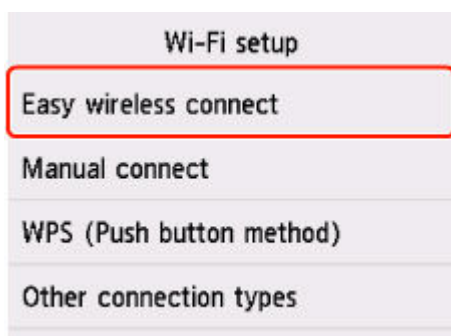 Wi-Fi setup
Easy wireless connect
Manual connect
WPS (Push button method)
Other connection types